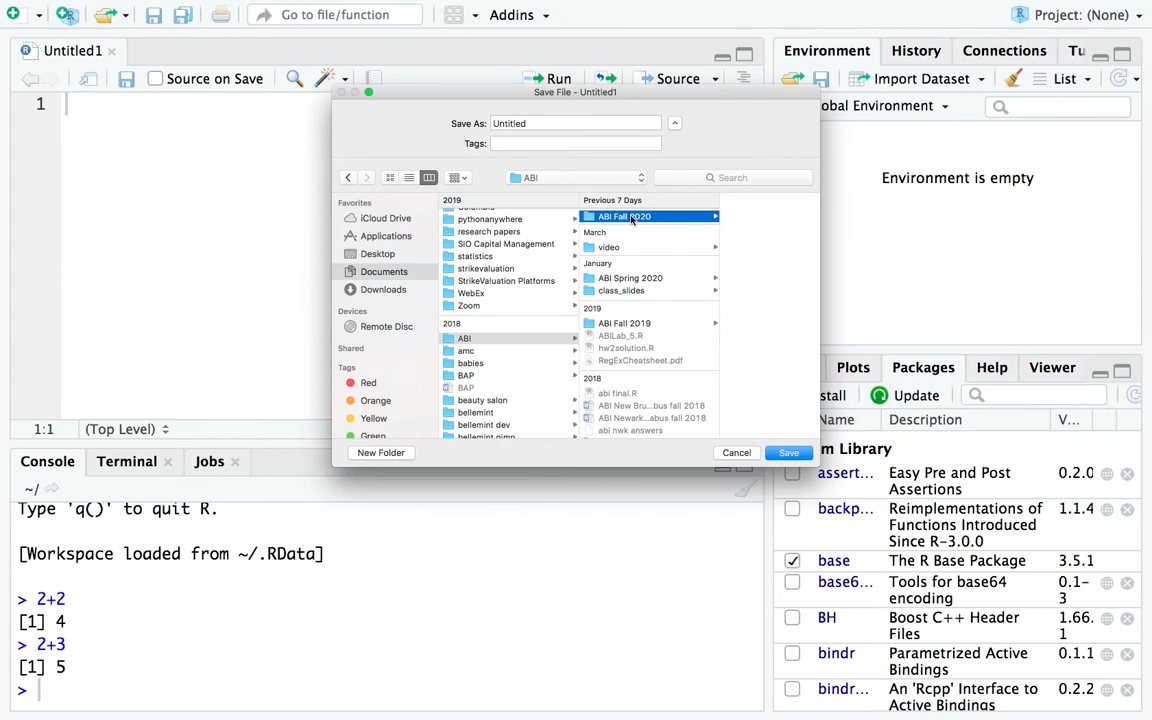 Go to file/function
Addins
Project: (None)
Untitled1
Source on Save
Run
Source
1
1:1
(Top Level)
Console
Terminal
Jobs
~/
Type 'q()' to quit R.
[Workspace loaded from ~/.RData]
> 2+2
[1] 4
> 2+3
[1] 5
>
Save File - Untitled1
Save As:
Untitled
Tags:
ABI
Search
Favorites
iCloud Drive
Applications
Desktop
Documents
Downloads
Devices
Remote Disc
Shared
Tags
Red
Orange
Yellow
Green
2019
pythonanywhere
research papers
SIO Capital Management
statistics
strikevaluation
StrikeValuation Platforms
WebEx
Zoom
2018
ABI
amc
babies
BAP
BAP
beauty salon
bellemint
bellemint dev
bellemint gimp
Previous 7 Days
ABI Fall 2020
March
video
January
ABI Spring 2020
class_slides
2019
ABI Fall 2019
ABILab_5.R
hw2solution.R
RegExCheatsheet.pdf
2018
abi final.R
ABI New Bru...bus fall 2018
ABI Newark...abus fall 2018
abi nwk answers
New Folder
Cancel
Save
Environment
History
Connections
Tu
Import Dataset
List
obal Environment
Environment is empty
Plots
Packages
Help
Viewer
stall
Update
Name
Description
V...
m Library
assert...
Easy Pre and Post
Assertions
0.2.0
backp...
Reimplementations of
Functions Introduced
Since R-3.0.0
1.1.4
base
The R Base Package
3.5.1
base6...
Tools for base64
encoding
0.1-
3
BH
Boost C++ Header
Files
1.66.
1
bindr
Parametrized Active
Bindings
0.1.1
bindr...
An 'Rcpp' Interface to
Active Bindings
0.2.2